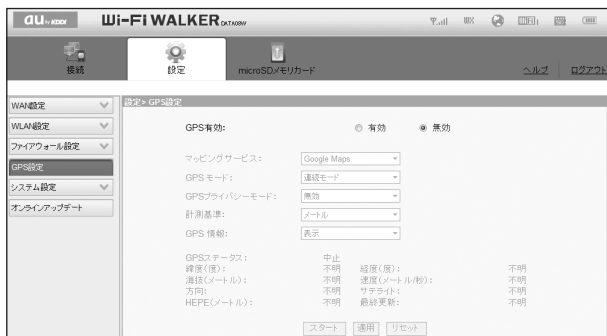 au by KDDI Wi-Fi WALKER DATA08W
接続 設定 microSDメモリカード ヘルプ ログアウト
WAN設定
WLAN設定
ファイアウォール設定
GPS設定
システム設定
オンラインアップデート
設定> GPS設定
GPS有効: 有効 無効
マッピングサービス: Google Maps
GPS モード: 連続モード
GPSプライバシーモード: 無効
計測基準: メートル
GPS 情報: 表示
GPSステータス: 中止
緯度(度): 不明 経度(度): 不明
海抜(メートル): 不明 速度(メートル/秒): 不明
方向: 不明 サテライト: 不明
HEPE(メートル): 不明 最終更新: 不明
スタート 適用 リセット